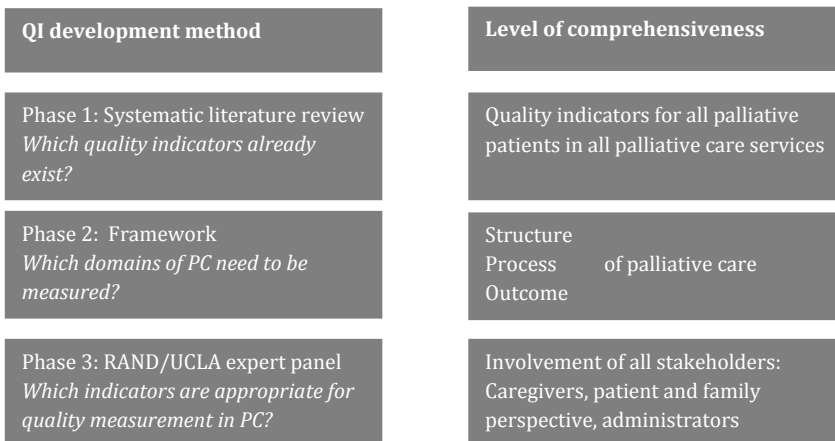 QI development method
Level of comprehensiveness
Phase 1: Systematic literature review
Which quality indicators already
exist?
Quality indicators for all palliative
patients in all palliative care services
Phase 2: Framework
Which domains of PC need to be
measured?
Structure
Process of palliative care
Outcome
Phase 3: RAND/UCLA expert panel
Which indicators are appropriate for
quality measurement in PC?
Involvement of all stakeholders:
Caregivers, patient and family
perspective, administrators